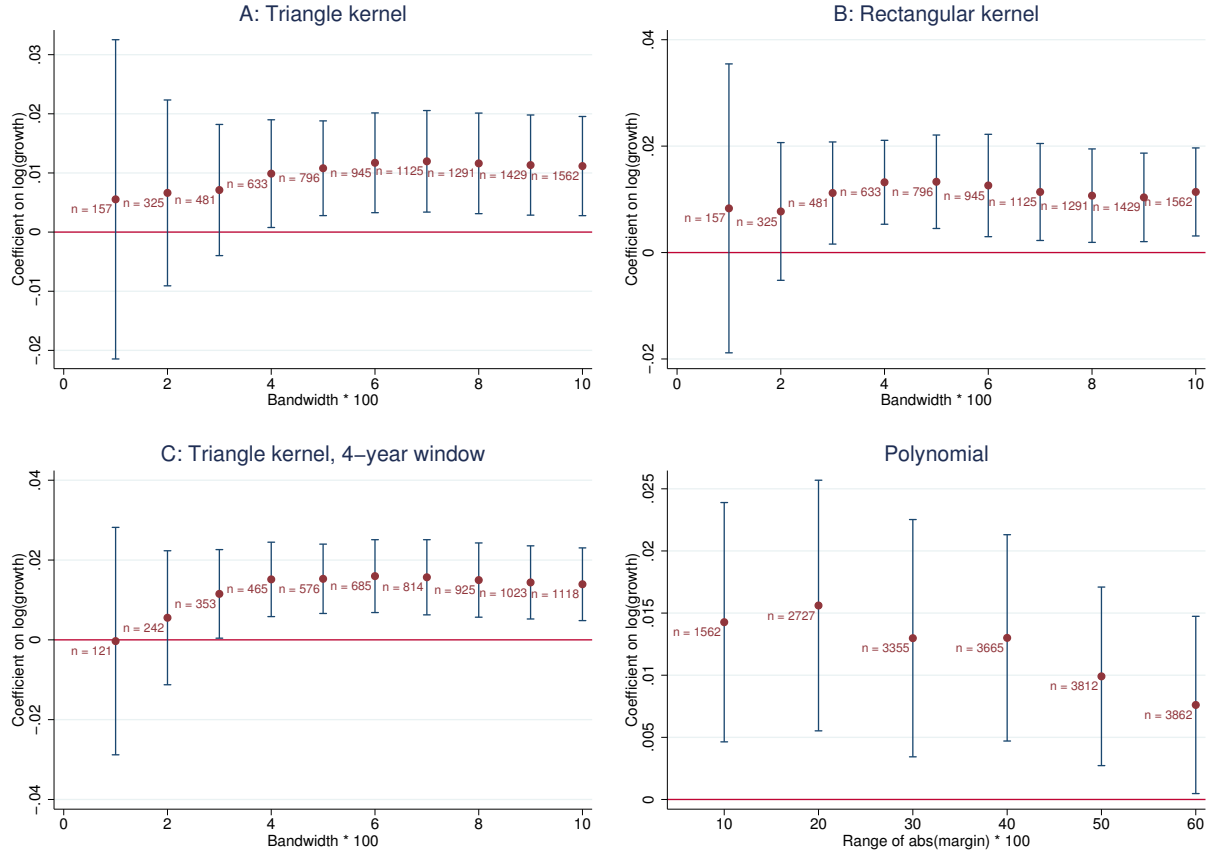 A: Triangle kernel
Coefficient on log(growth)
.03
.02
.01
0
−.01
−.02
n = 157
n = 325
n = 481
n = 633
n = 796
n = 945
n = 1125
n = 1291
n = 1429
n = 1562
0 2 4 6 8 10
Bandwidth * 100
B: Rectangular kernel
Coefficient on log(growth)
.04
.02
0
−.02
n = 157
n = 325
n = 481
n = 633
n = 796
n = 945
n = 1125
n = 1291
n = 1429
n = 1562
0 2 4 6 8 10
Bandwidth * 100
C: Triangle kernel, 4−year window
Coefficient on log(growth)
.04
.02
0
−.02
−.04
n = 121
n = 242
n = 353
n = 465
n = 576
n = 685
n = 814
n = 925
n = 1023
n = 1118
0 2 4 6 8 10
Bandwidth * 100
Polynomial
Coefficient on log(growth)
.025
.02
.015
.01
.005
0
n = 1562
n = 2727
n = 3355
n = 3665
n = 3812
n = 3862
10 20 30 40 50 60
Range of abs(margin) * 100